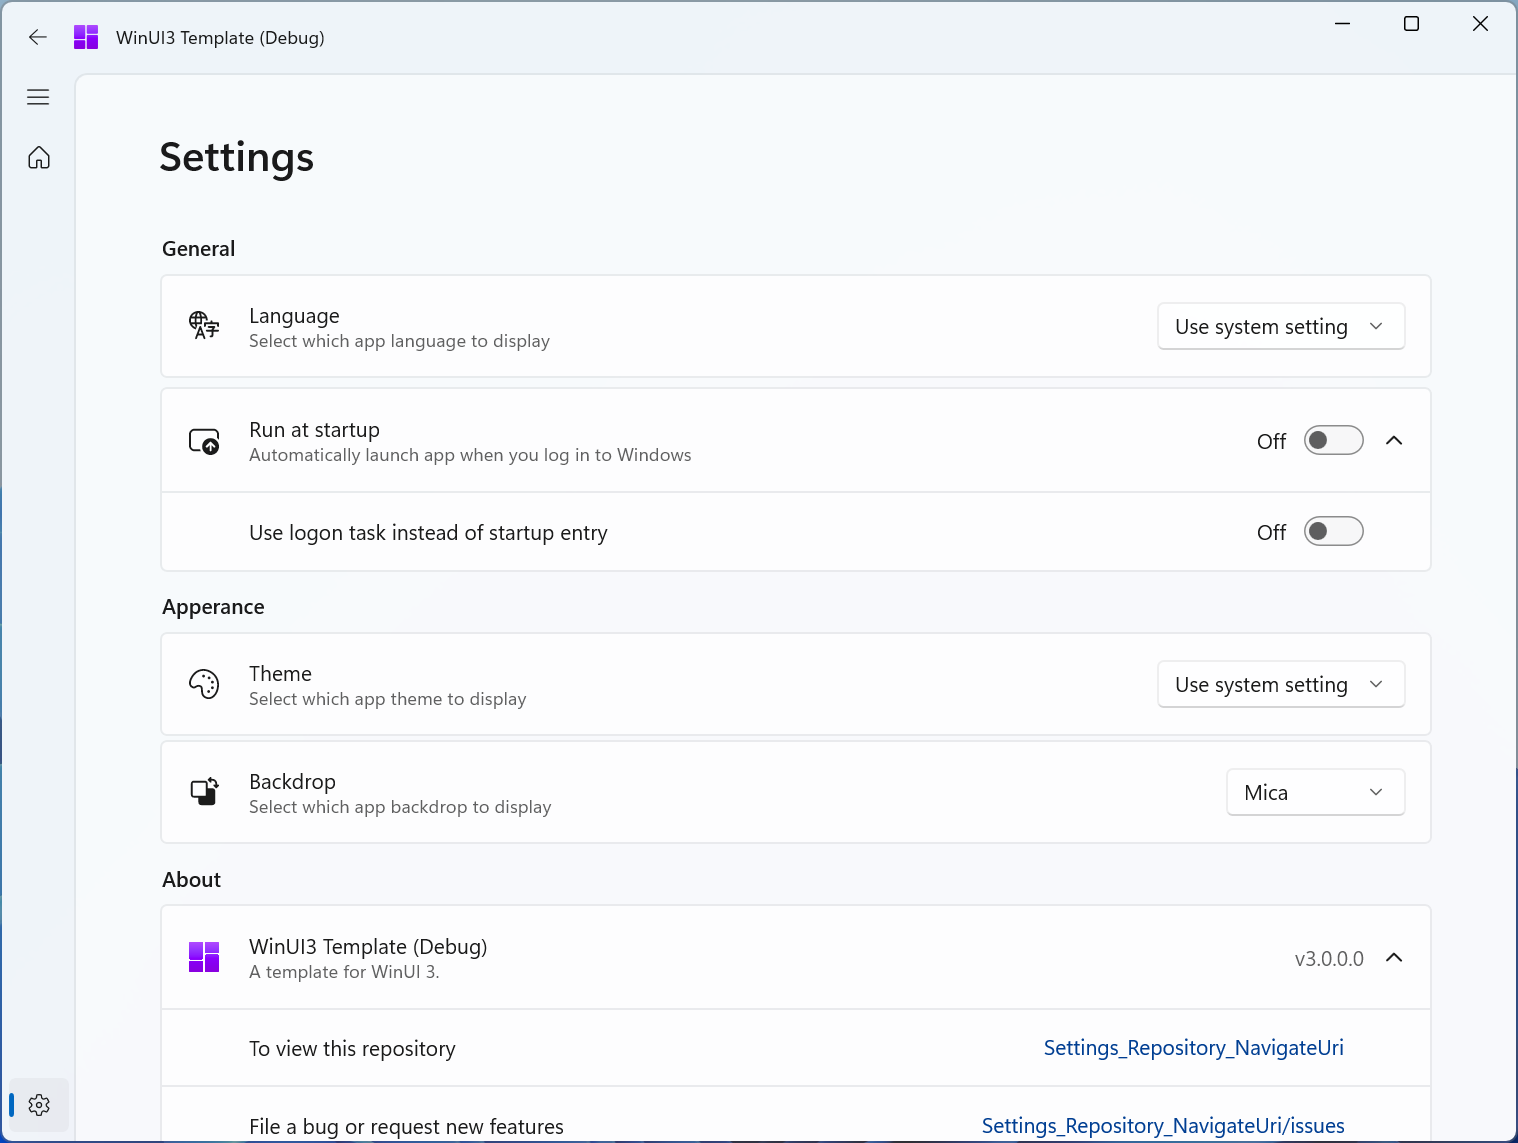 WinUI3 Template (Debug)
Settings
General
Language
Select which app language to display
Use system setting
Run at startup
Automatically launch app when you log in to Windows
Off
Use logon task instead of startup entry
Off
Apperance
Theme
Select which app theme to display
Use system setting
Backdrop
Select which app backdrop to display
Mica
About
WinUI3 Template (Debug)
A template for WinUI 3.
v3.0.0.0
To view this repository
Settings_Repository_NavigateUri
File a bug or request new features
Settings_Repository_NavigateUri/issues